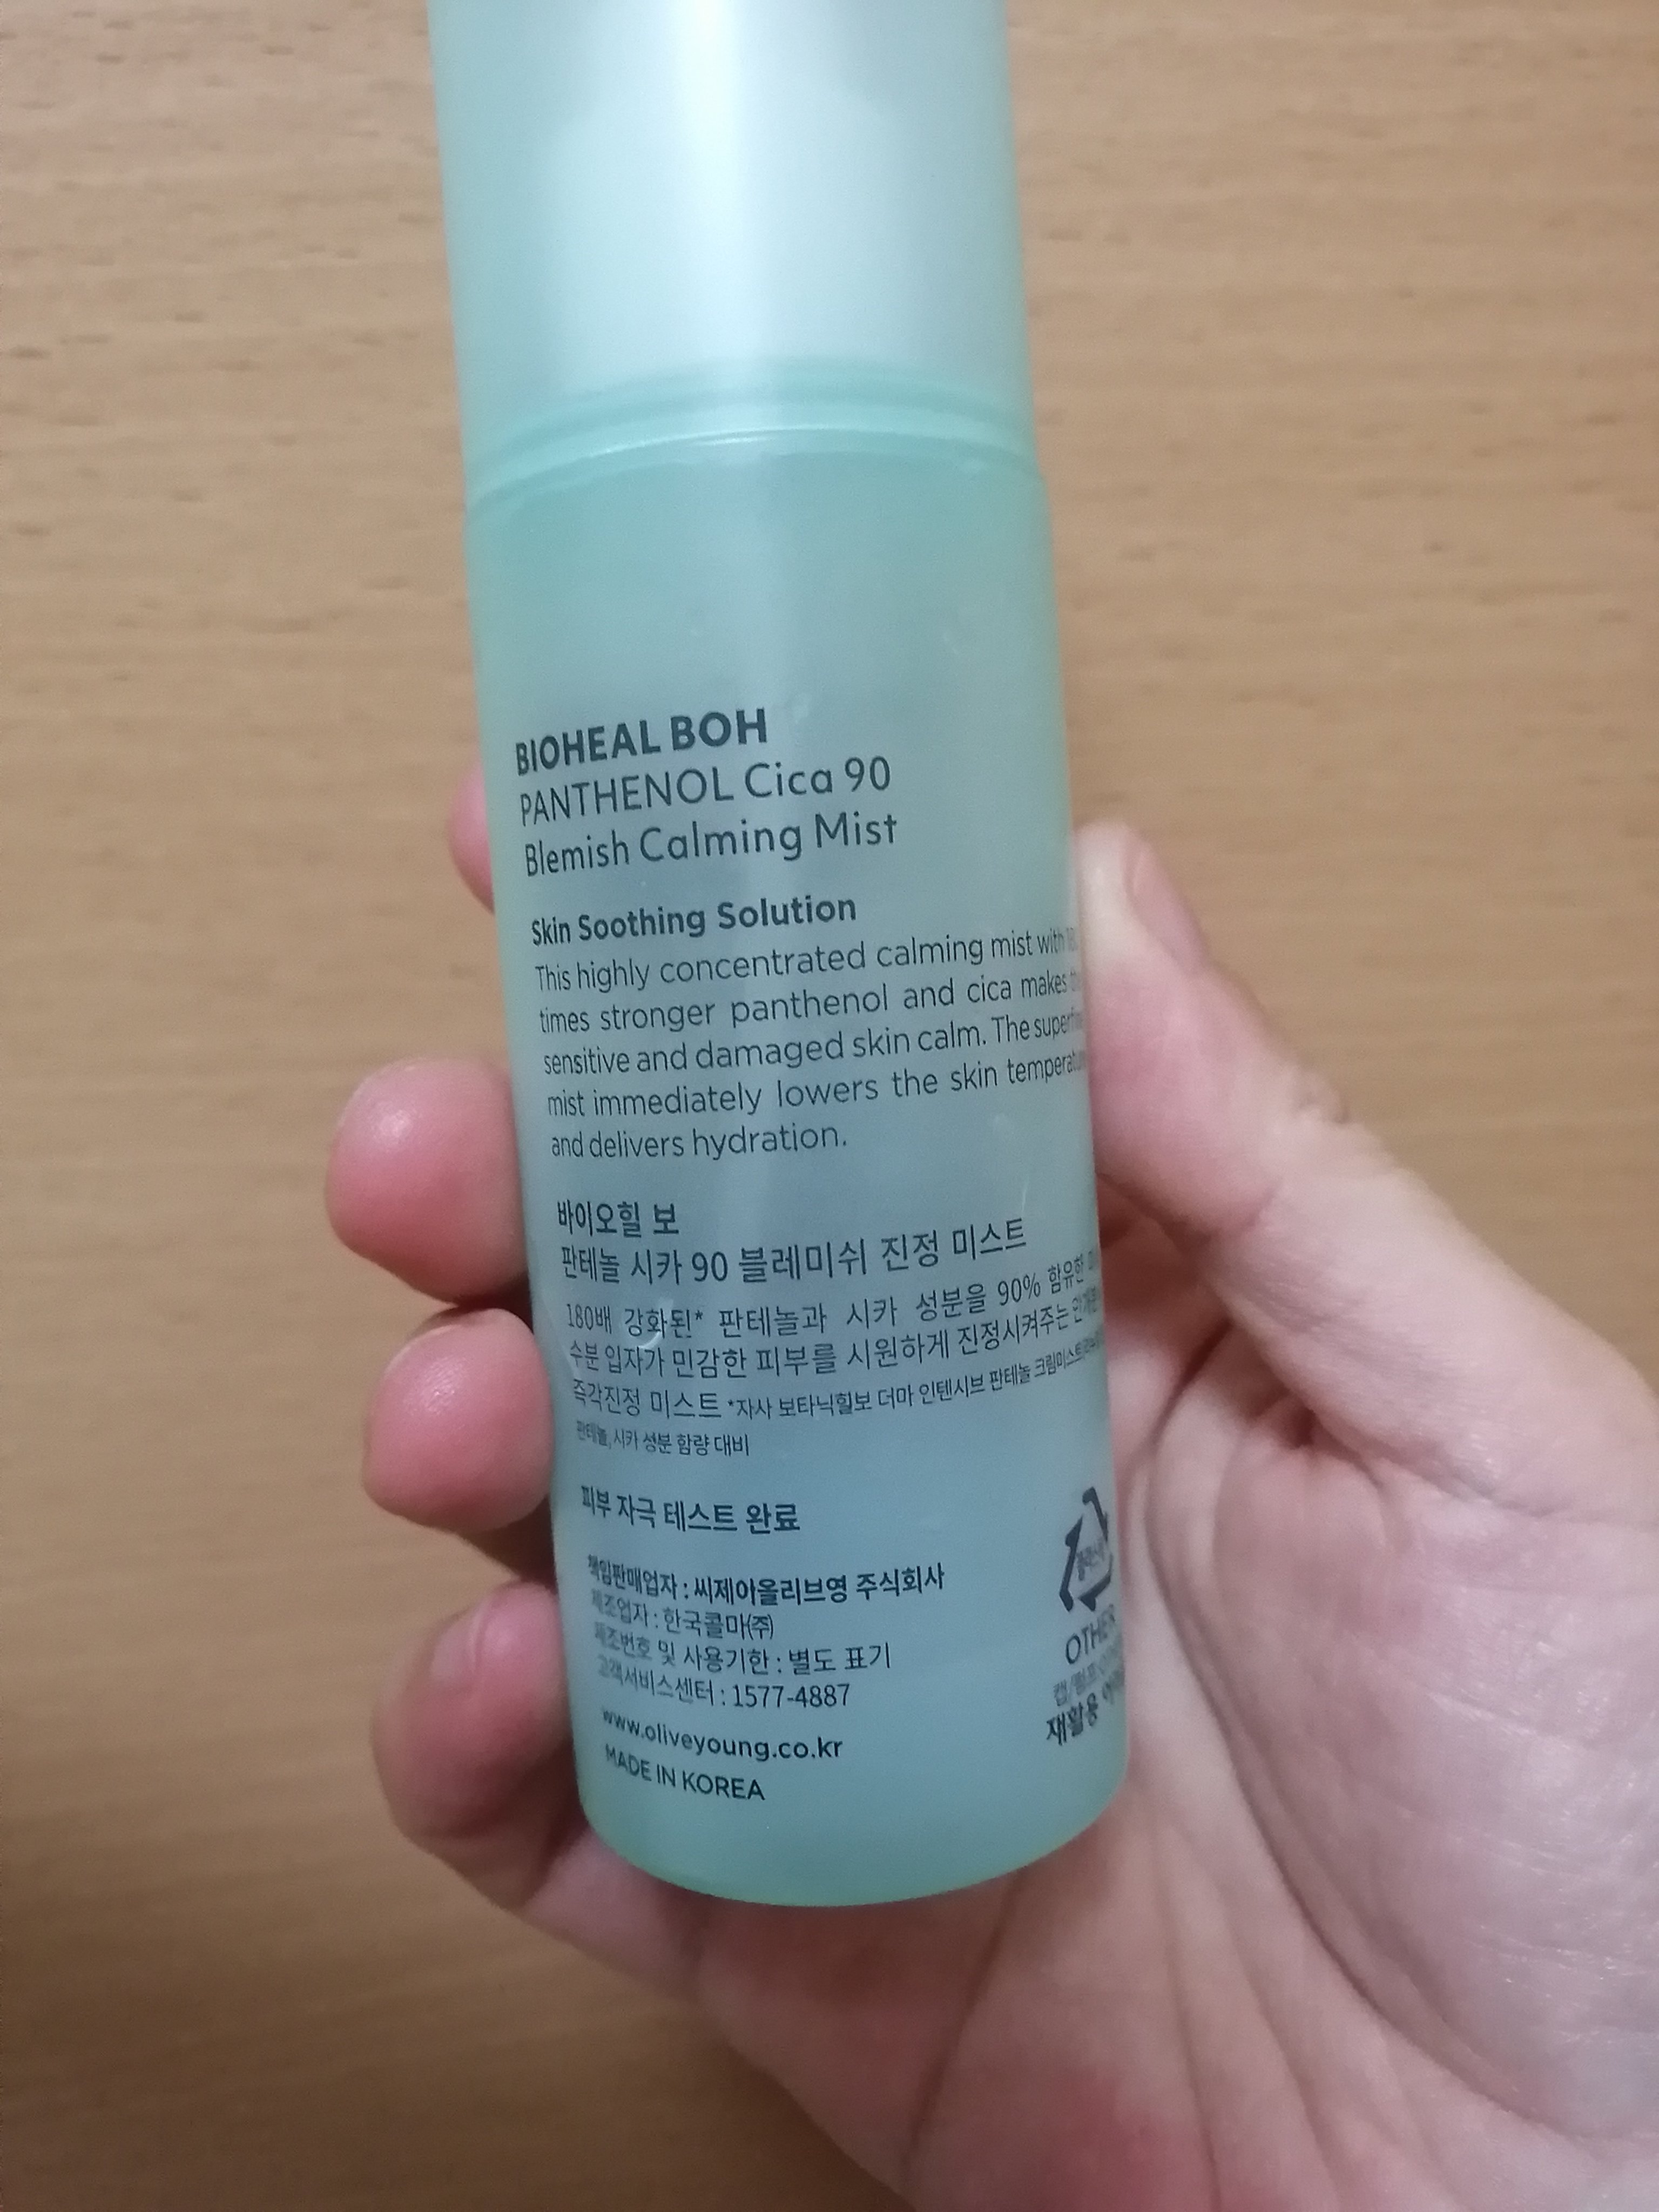 BIOHEAL BOH
PANTHENOL Cica 90
Blemish Calming Mist
Skin Soothing Solution
This highly concentrated calming mist with
times stronger panthenol and cica makes
sensitive and damaged skin calm. The
mist immediately lowers the skin
and delivers hydration.
바이오힐 보
판테놀 시카 90 블레미쉬 진정 미스트
180배 강화된* 판테놀과 시카 성분을 90% 함유한
수분 입자가 민감한 피부를 시원하게 진정시켜주는
즉각진정 미스트 *자사 보타닉힐보 더마 인텐시브 판테놀 크림미스트
판테놀, 시카 성분 함량 대비
피부 자극 테스트 완료
책임판매업자 : 씨제이올리브영 주식회사
제조업자 : 한국콜마㈜
제조번호 및 사용기한 : 별도 표기
고객서비스센터 : 1577-4887
www.oliveyoung.co.kr
MADE IN KOREA
OTHER
재활용